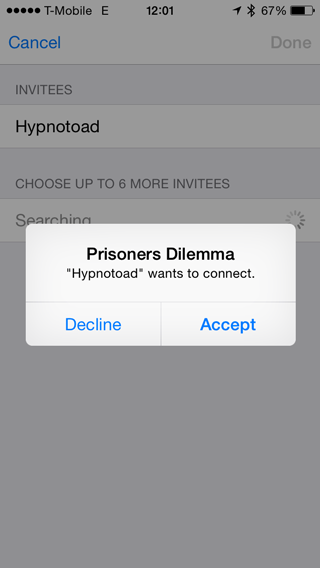 T-Mobile E 12:01 67%
Cancel Done
INVITEES
Hypnotoad
CHOOSE UP TO 6 MORE INVITEES
Searching
Prisoners Dilemma
"Hypnotoad" wants to connect.
Decline Accept